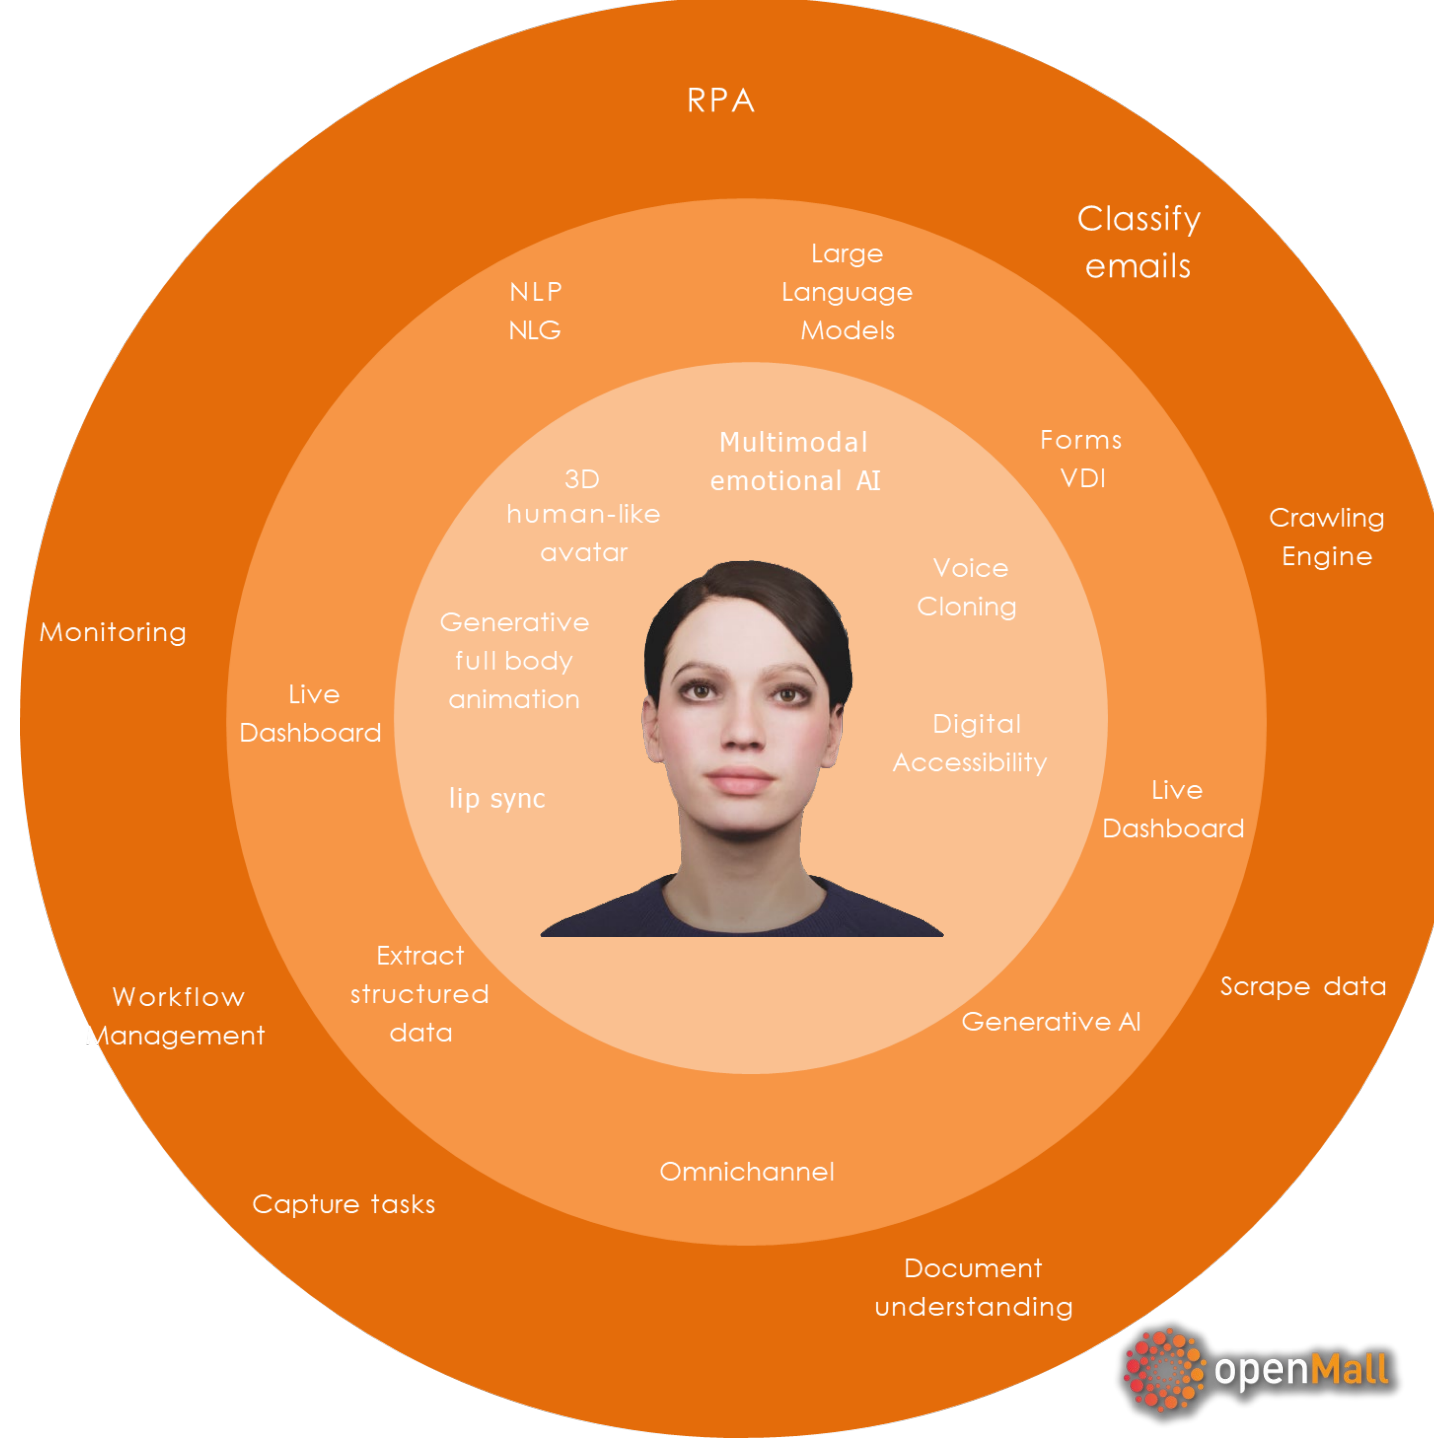 RPA
Classify
emails
Large
Language
Models
NLP
NLG
Multimodal
emotional AI
Forms
VDI
3D
human-like
avatar
Crawling
Engine
Voice
Cloning
Generative
full body
animation
Monitoring
Live
Dashboard
Digital
Accessibility
lip sync
Live
Dashboard
Extract
structured
data
Workflow
Management
Scrape data
Generative AI
Omnichannel
Capture tasks
Document
understanding
openMall